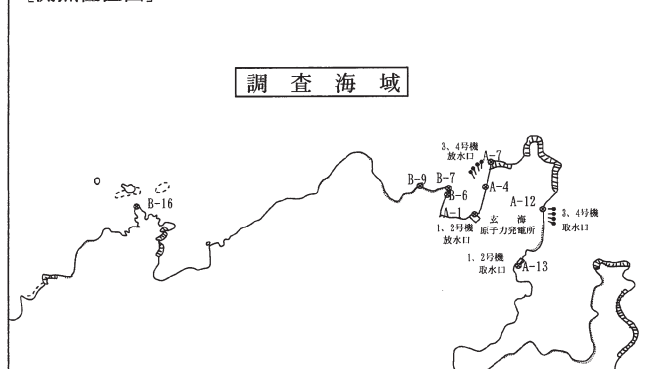 調査海域
3、4号機
放水口
A-7
B-9
B-7
B-6
A-4
A-1
A-12
B-16
玄海
原子力発電所
3、4号機
取水口
1、2号機
放水口
1、2号機
取水口
A-13